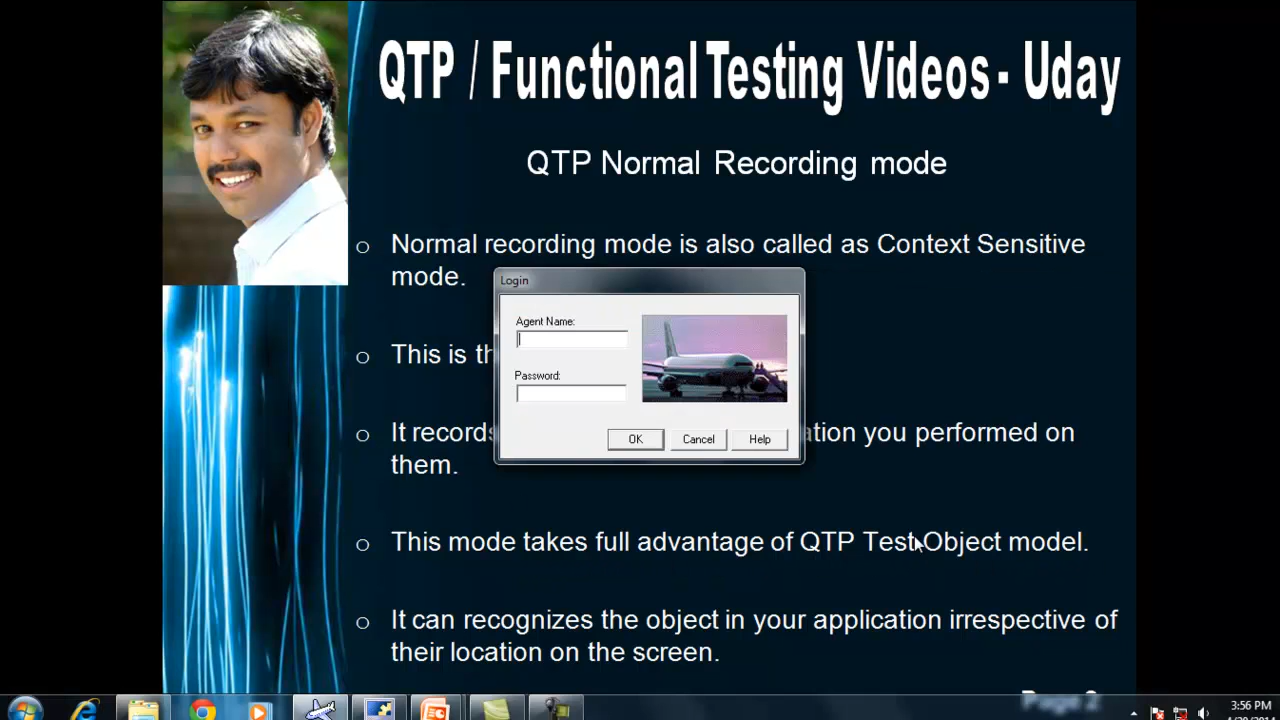 QTP / Functional Testing Videos - Uday
QTP Normal Recording mode
o Normal recording mode is also called as Context Sensitive
mode.
Login
Agent Name:
Password:
OK Cancel Help
o This is th
o It records ation you performed on
them.
o This mode takes full advantage of QTP Test Object model.
o It can recognizes the object in your application irrespective of
their location on the screen.
3:56 PM